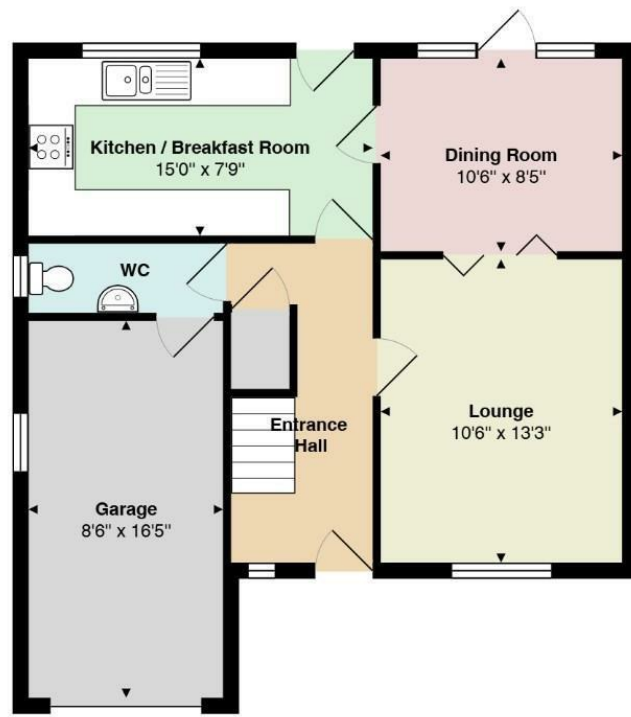 Kitchen / Breakfast Room
15'0" x 7'9"
Dining Room
10'6" x 8'5"
WC
Entrance
Hall
Lounge
10'6" x 13'3"
Garage
8'6" x 16'5"